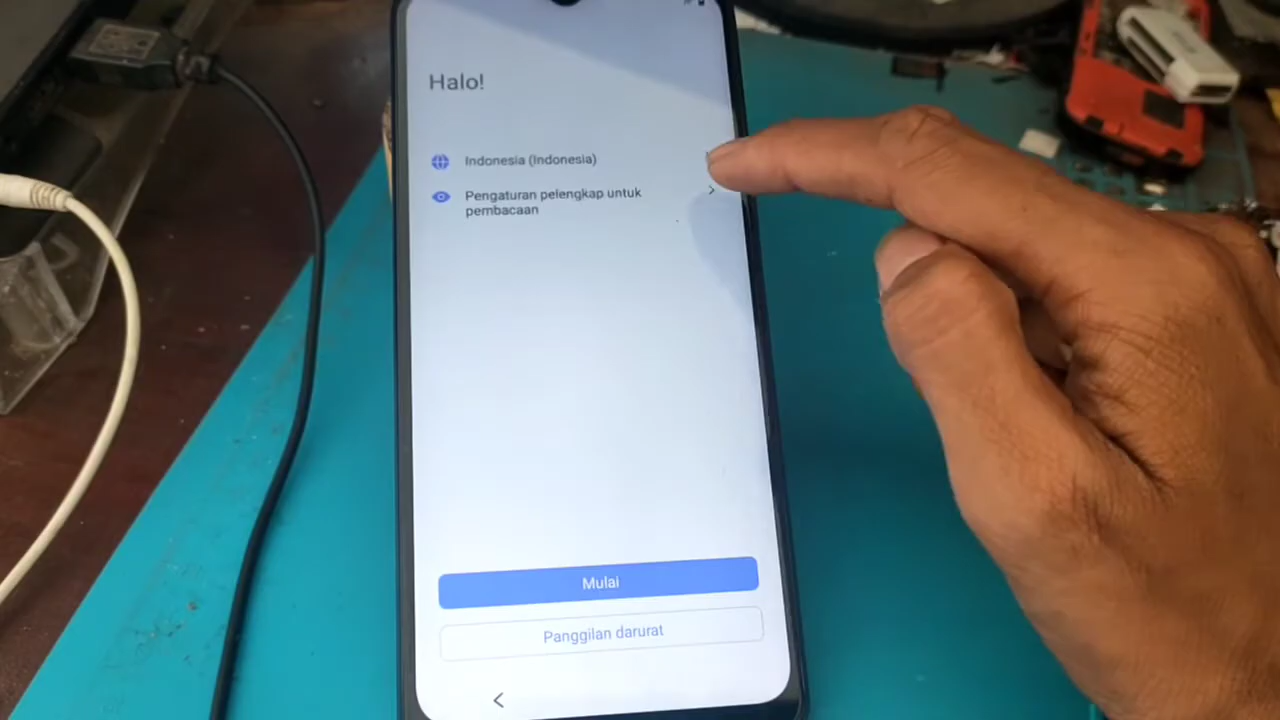 Halo!
Indonesia (Indonesia)
Pengaturan pelengkap untuk
pembacaan
Mulai
Panggilan darurat